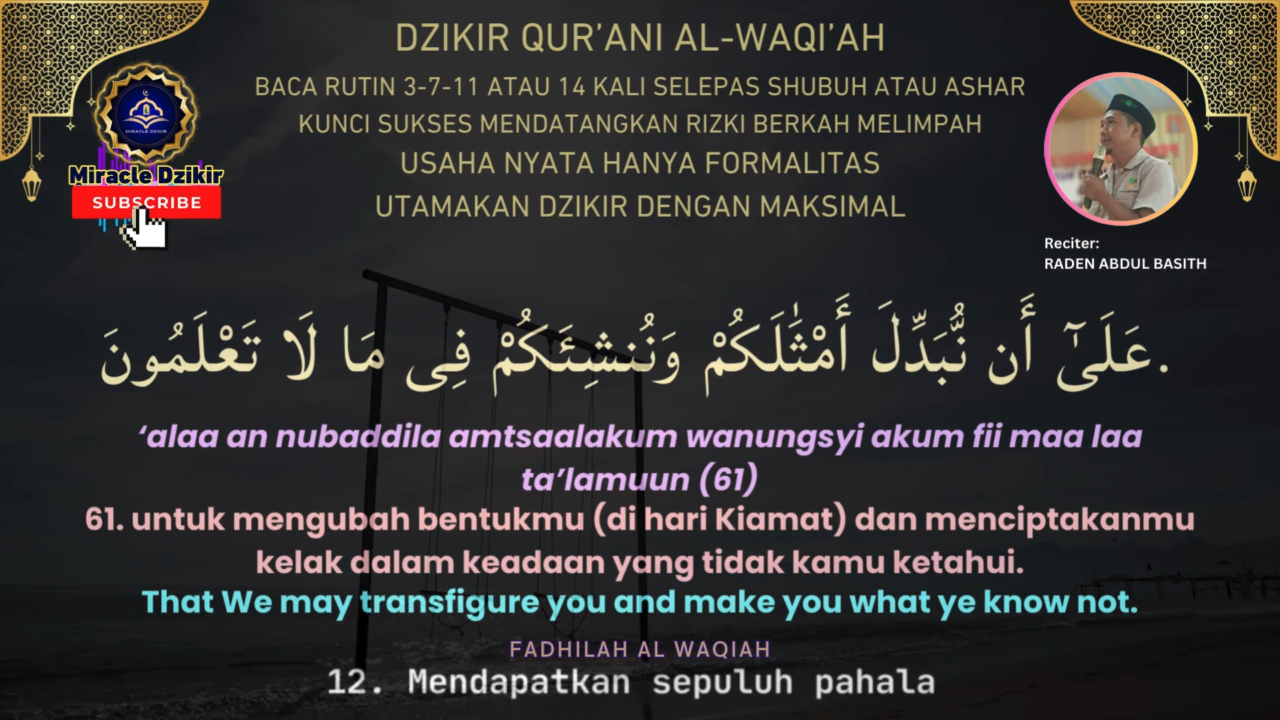 DZIKIR QUR'ANI AL-WAQI'AH
BACA RUTIN 3-7-11 ATAU 14 KALI SELEPAS SHUBUH ATAU ASHAR
KUNCI SUKSES MENDATANGKAN RIZKI BERKAH MELIMPAH
USAHA NYATA HANYA FORMALITAS
UTAMAKAN DZIKIR DENGAN MAKSIMAL
MIRACLE DZIKIR
Miracle Dzikir
SUBSCRIBE
Reciter:
RADEN ABDUL BASITH
عَلَىٰٓ أَن نُّبَدِّلَ أَمْثَٰلَكُمْ وَنُنشِئَكُمْ فِى مَا لَا تَعْلَمُونَ.
‘alaa an nubaddila amtsaalakum wanungsyi akum fii maa laa
ta’lamuun (61)
61. untuk mengubah bentukmu (di hari Kiamat) dan menciptakanmu
kelak dalam keadaan yang tidak kamu ketahui.
That We may transfigure you and make you what ye know not.
FADHILAH AL WAQIAH
12. Mendapatkan sepuluh pahala